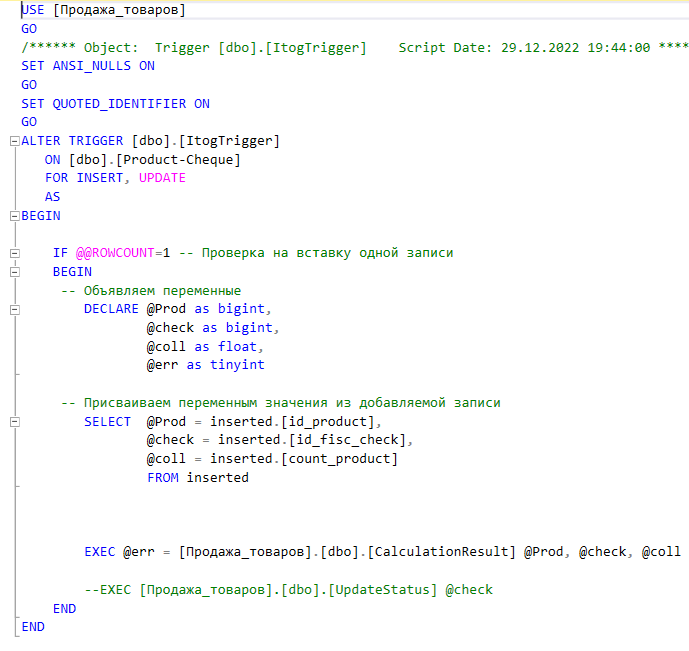 USE [Продажа_товаров]
GO
/****** Object:  Trigger [dbo].[ItogTrigger]    Script Date: 29.12.2022 19:44:00 ****
SET ANSI_NULLS ON
GO
SET QUOTED_IDENTIFIER ON
GO
ALTER TRIGGER [dbo].[ItogTrigger]
   ON [dbo].[Product-Cheque]
   FOR INSERT, UPDATE
   AS
BEGIN
    IF @@ROWCOUNT=1 -- Проверка на вставку одной записи
    BEGIN
     -- Объявляем переменные
        DECLARE @Prod as bigint,
                @check as bigint,
                @coll as float,
                @err as tinyint
     -- Присваиваем переменным значения из добавляемой записи
        SELECT  @Prod = inserted.[id_product],
                @check = inserted.[id_fisc_check],
                @coll = inserted.[count_product]
                FROM inserted
        EXEC @err = [Продажа_товаров].[dbo].[CalculationResult] @Prod, @check, @coll
        --EXEC [Продажа_товаров].[dbo].[UpdateStatus] @check
    END
END